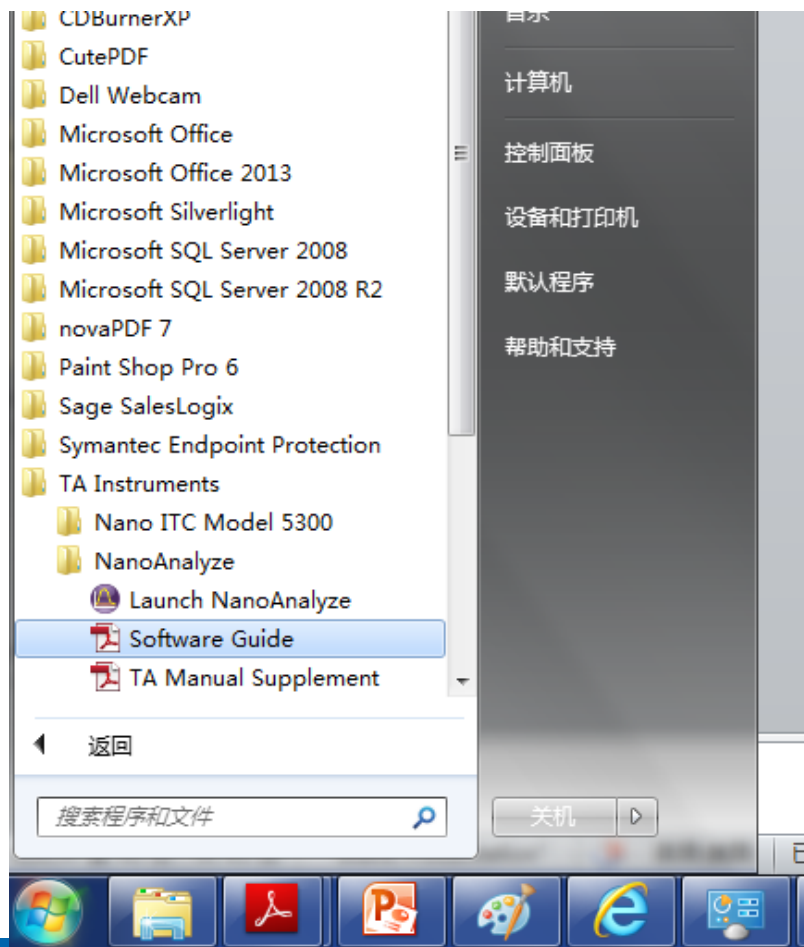 CDBurnerXP
CutePDF
Dell Webcam
Microsoft Office
Microsoft Office 2013
Microsoft Silverlight
Microsoft SQL Server 2008
Microsoft SQL Server 2008 R2
novaPDF 7
Paint Shop Pro 6
Sage SalesLogix
Symantec Endpoint Protection
TA Instruments
Nano ITC Model 5300
NanoAnalyze
Launch NanoAnalyze
Software Guide
TA Manual Supplement
返回
搜索程序和文件
音乐
计算机
控制面板
设备和打印机
默认程序
帮助和支持
关机